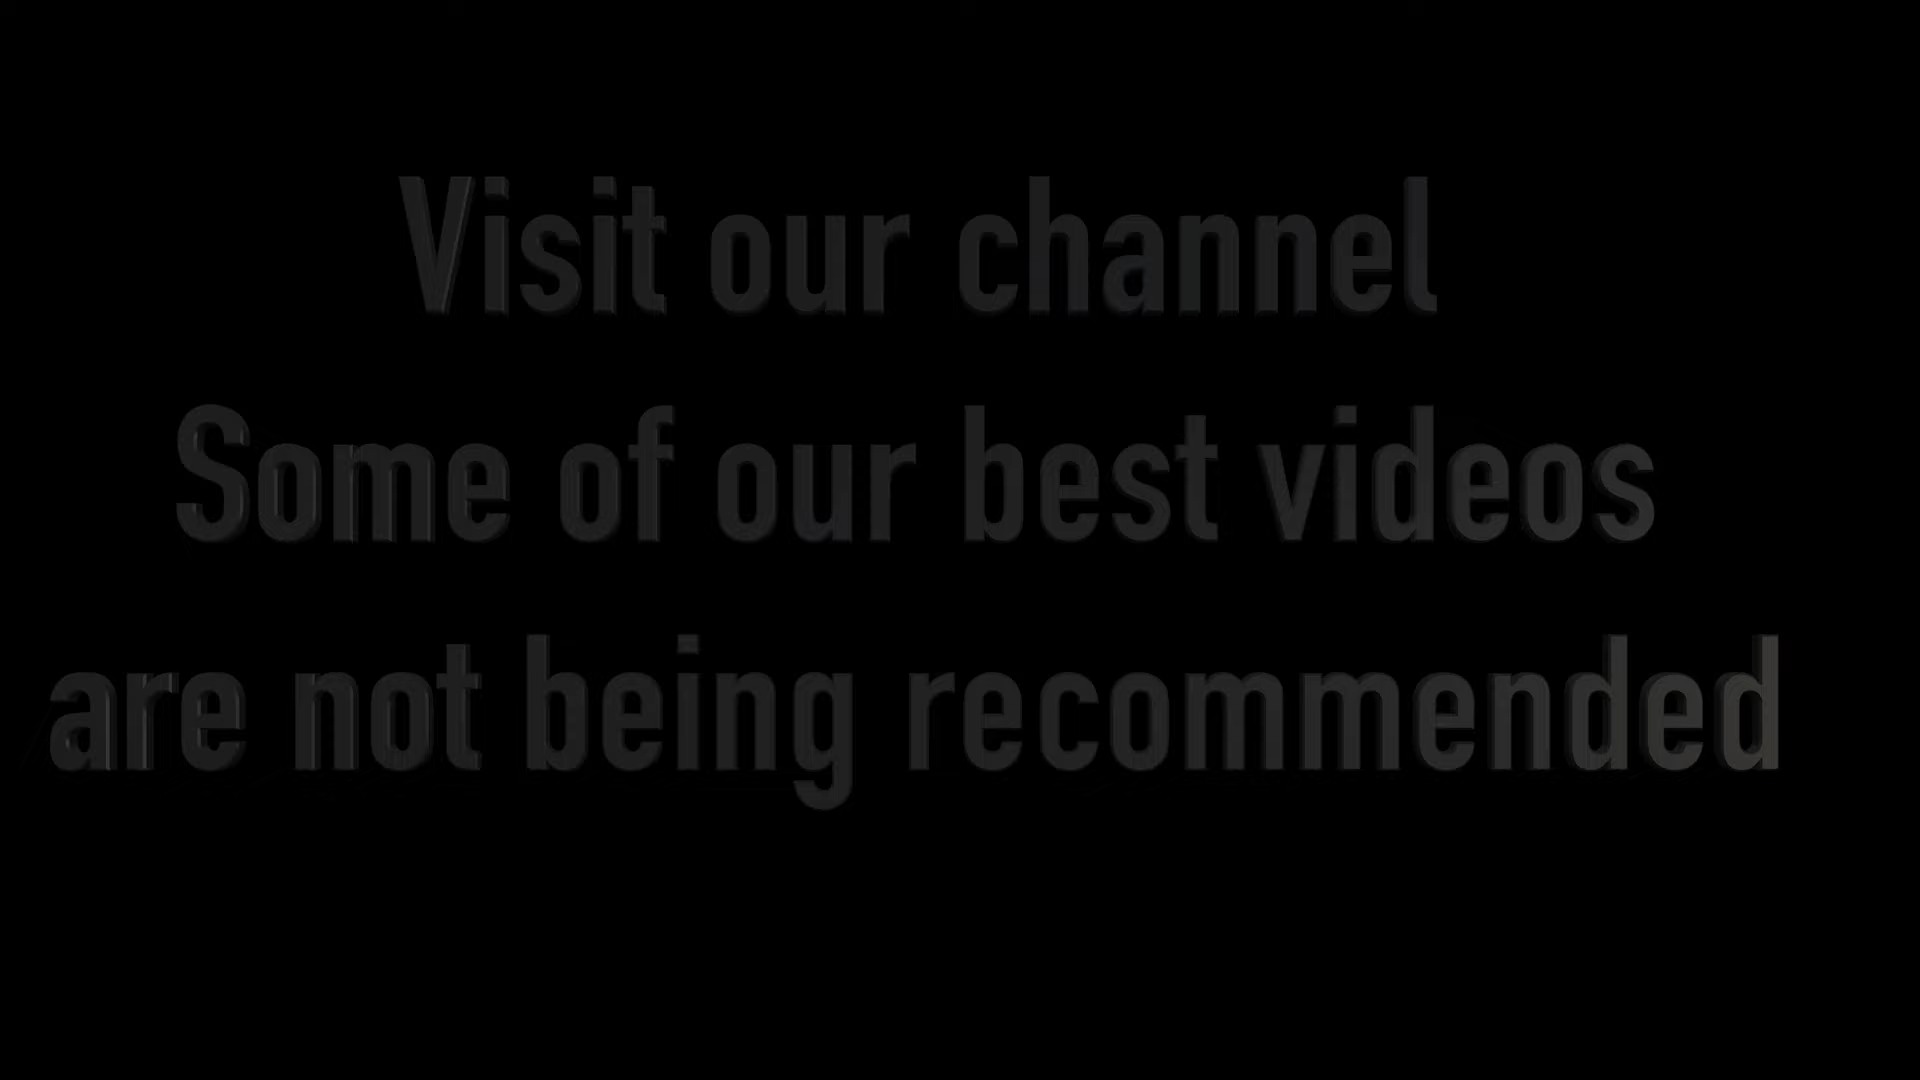 Visit our channel
Some of our best videos
are not being recommended